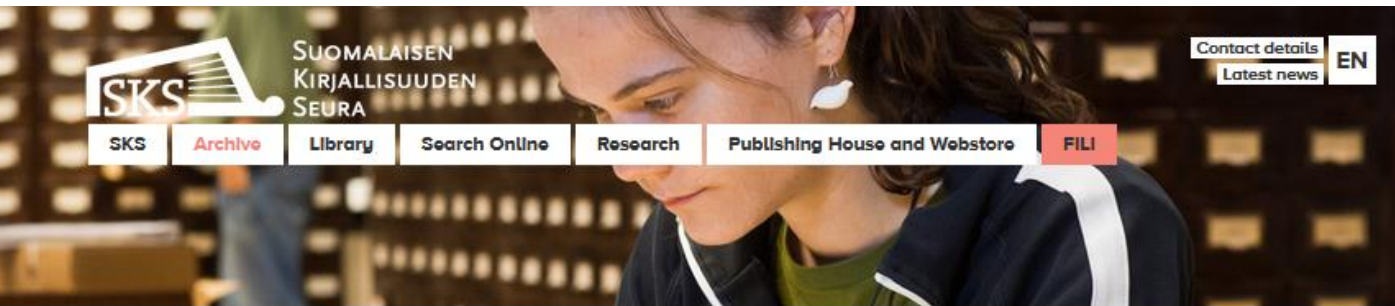 SUOMALAISEN
KIRJALLISUUDEN
SEURA
SKS
Contact details
Latest news
EN
SKS
Archive
Library
Search Online
Research
Publishing House and Webstore
FILI